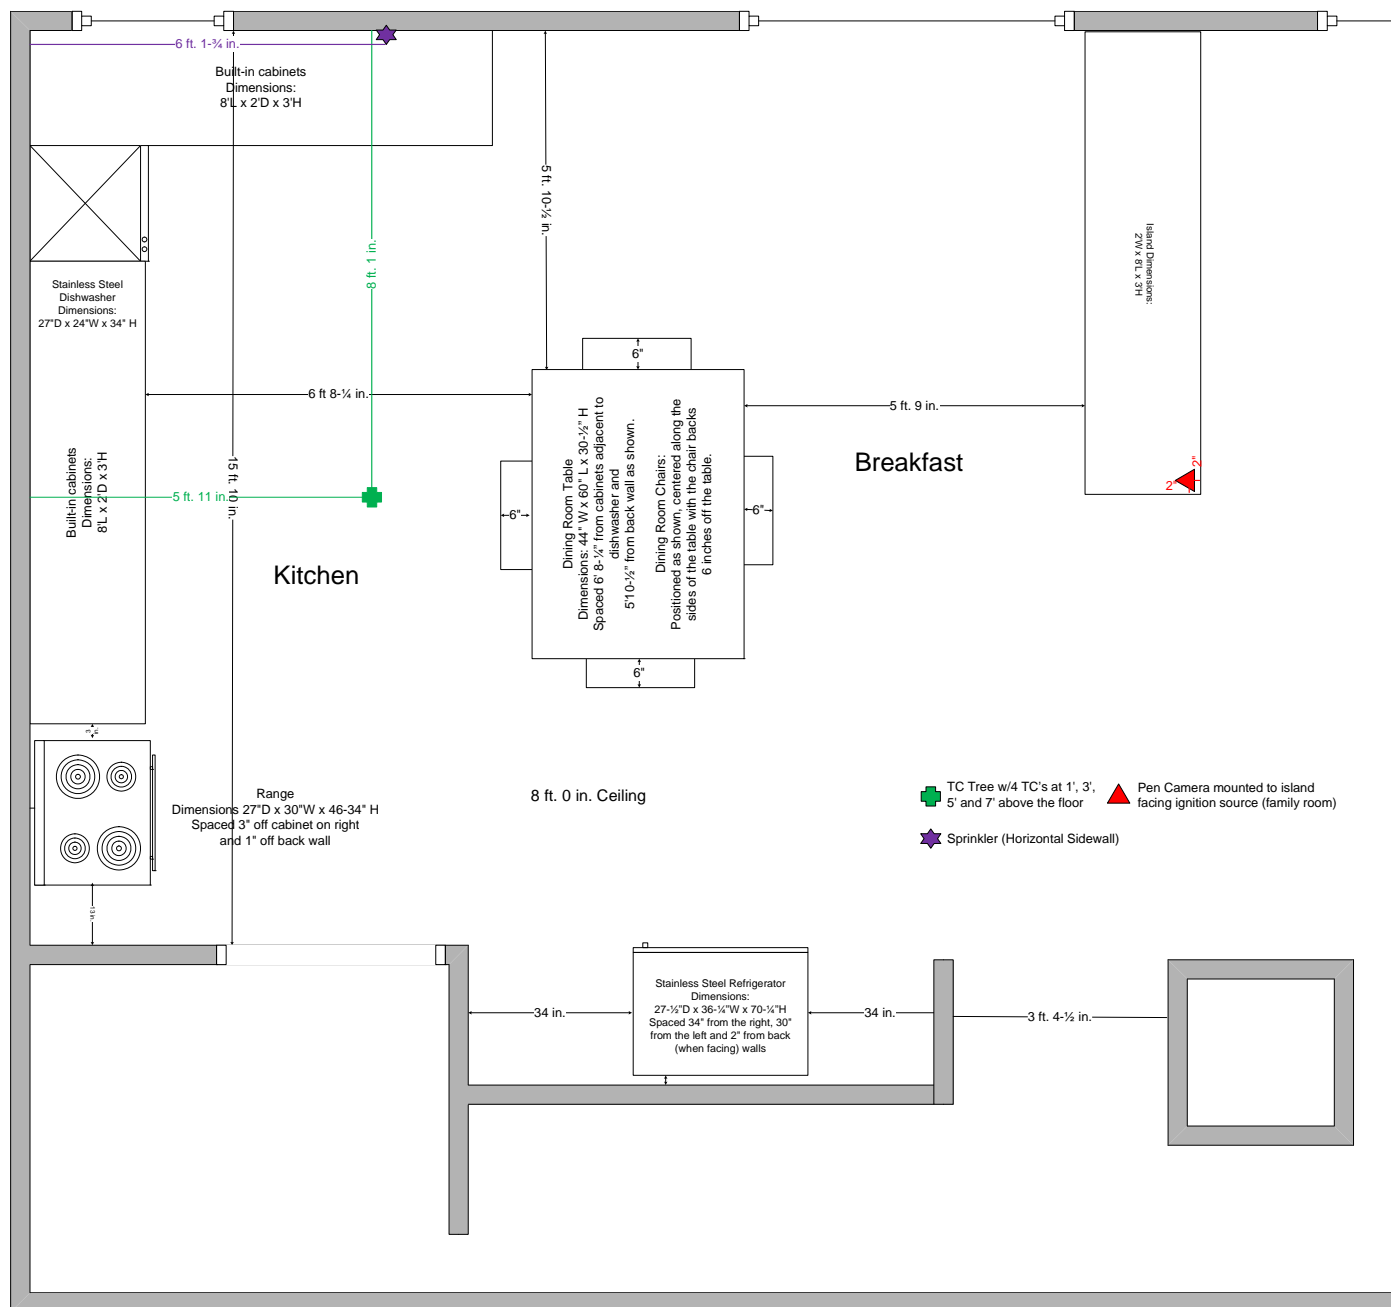 6 ft. 1-¾ in.
Built-in cabinets
Dimensions:
8'L x 2'D x 3'H
5 ft. 10-½ in.
8 ft. 1 in.
Island Dimensions:
2'W x 8'L x 3'H
Stainless Steel
Dishwasher
Dimensions:
27"D x 24"W x 34" H
6"
6 ft 8-¼ in.
5 ft. 9 in.
15 ft. 10 in.
Built-in cabinets
Dimensions:
8'L x 2'D x 3'H
5 ft. 11 in.
6"
Dining Room Table
Dimensions: 44" W x 60" L x 30-½" H
Spaced 6' 8-¼" from cabinets adjacent to
dishwasher and
5'10-½" from back wall as shown.
Dining Room Chairs:
Positioned as shown, centered along the
sides of the table with the chair backs
6 inches off the table.
6"
Breakfast
2"
2"
Kitchen
6"
3
in.
Range
Dimensions 27"D x 30"W x 46-34" H
Spaced 3" off cabinet on right
and 1" off back wall
8 ft. 0 in. Ceiling
TC Tree w/4 TC's at 1', 3',
5' and 7' above the floor
Pen Camera mounted to island
facing ignition source (family room)
Sprinkler (Horizontal Sidewall)
13 in.
34 in.
Stainless Steel Refrigerator
Dimensions:
27-½"D x 36-¼"W x 70-¼"H
Spaced 34" from the right, 30"
from the left and 2" from back
(when facing) walls
34 in.
3 ft. 4-½ in.